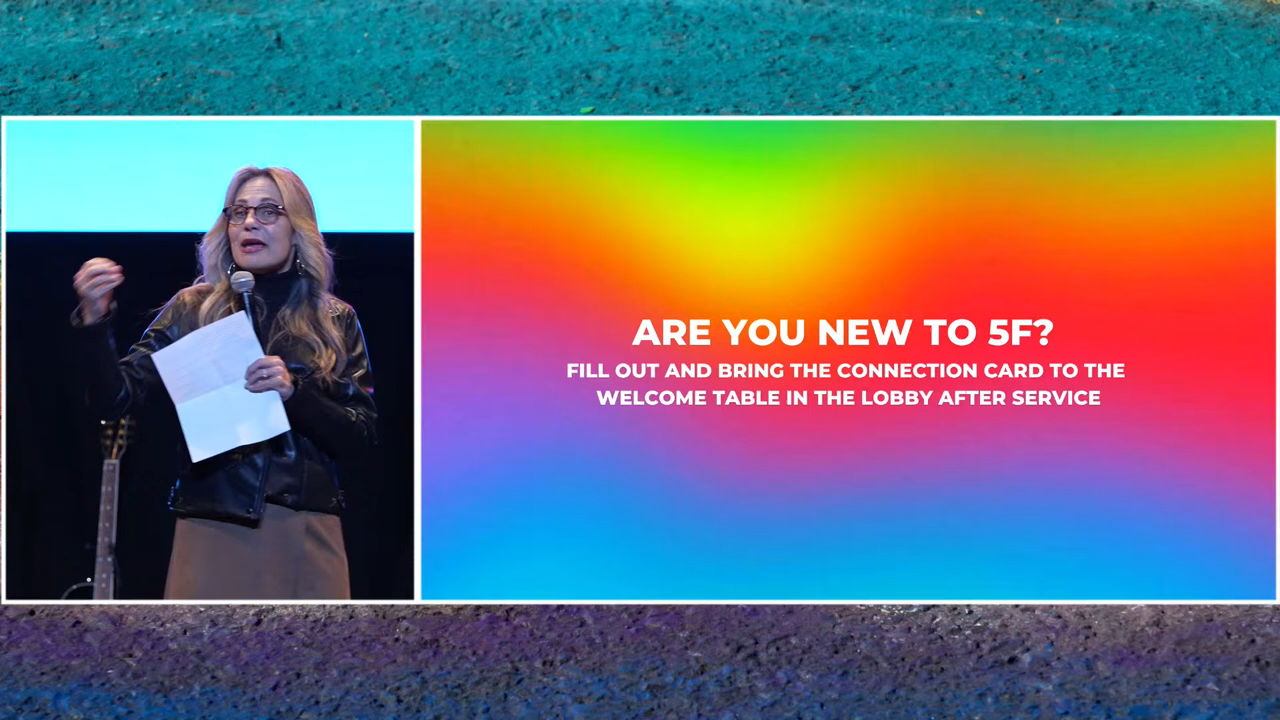 ARE YOU NEW TO 5F?
FILL OUT AND BRING THE CONNECTION CARD TO THE
WELCOME TABLE IN THE LOBBY AFTER SERVICE